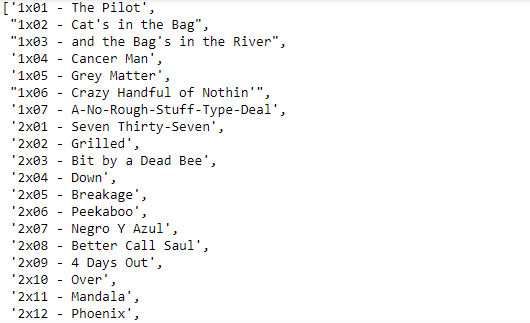 ['1x01 - The Pilot',
"1x02 - Cat's in the Bag",
"1x03 - and the Bag's in the River",
'1x04 - Cancer Man',
'1x05 - Grey Matter',
"1x06 - Crazy Handful of Nothin'",
'1x07 - A-No-Rough-Stuff-Type-Deal',
'2x01 - Seven Thirty-Seven',
'2x02 - Grilled',
'2x03 - Bit by a Dead Bee',
'2x04 - Down',
'2x05 - Breakage',
'2x06 - Peekaboo',
'2x07 - Negro Y Azul',
'2x08 - Better Call Saul',
'2x09 - 4 Days Out',
'2x10 - Over',
'2x11 - Mandala',
'2x12 - Phoenix',